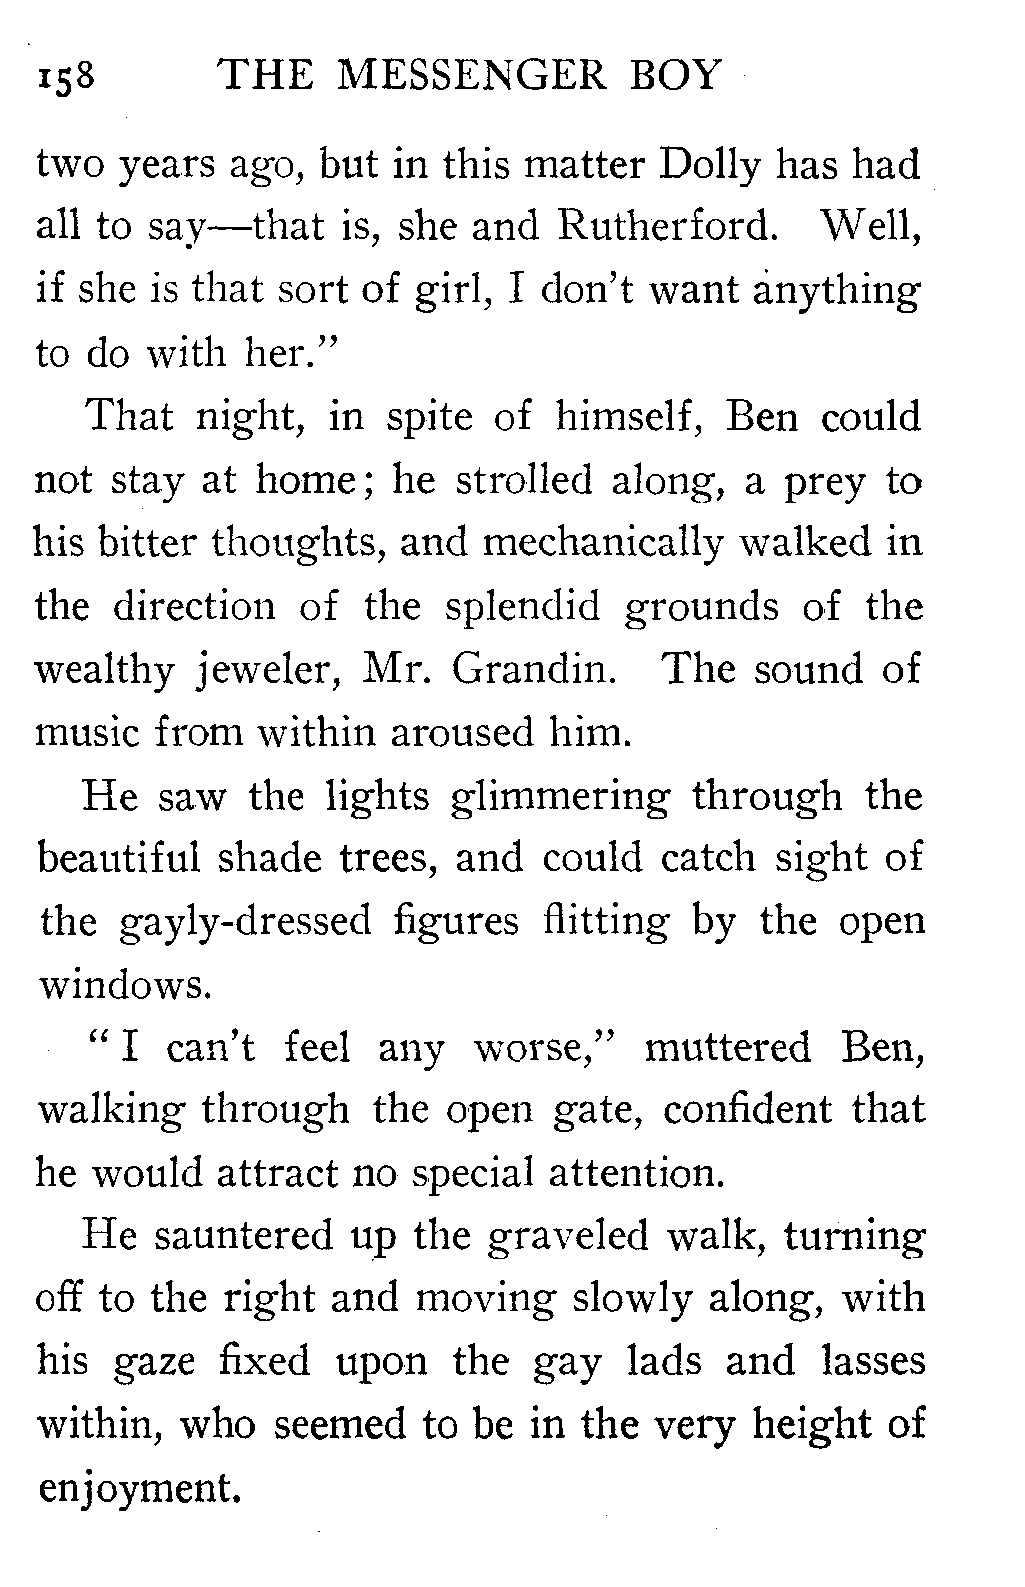 158 THE MESSENGER BOY
two years ago, but in this matter Dolly has had
all to say—that is, she and Rutherford. Well,
if she is that sort of girl, I don't want anything
to do with her.”
That night, in spite of himself, Ben could
not stay at home; he strolled along, a prey to
his bitter thoughts, and mechanically walked in
the direction of the splendid grounds of the
wealthy jeweler, Mr. Grandin. The sound of
music from within aroused him.
He saw the lights glimmering through the
beautiful shade trees, and could catch sight of
the gayly-dressed figures flitting by the open
windows.
“I can't feel any worse,” muttered Ben,
walking through the open gate, confident that
he would attract no special attention.
He sauntered up the graveled walk, turning
off to the right and moving slowly along, with
his gaze fixed upon the gay lads and lasses
within, who seemed to be in the very height of
enjoyment.